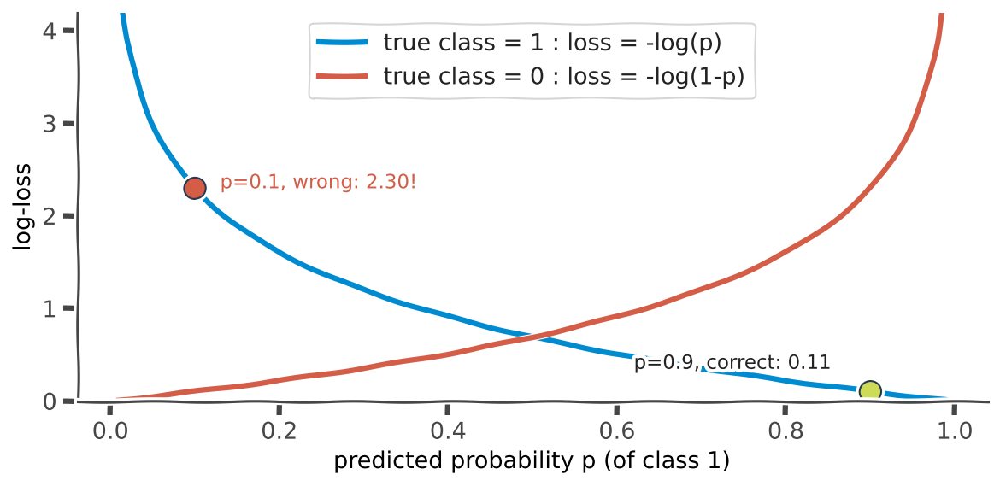 true class = 1 : loss = -log(p)
true class = 0 : loss = -log(1-p)
4
3
2
1
0
log-loss
p=0.1, wrong: 2.30!
p=0.9, correct: 0.11
0.0
0.2
0.4
0.6
0.8
1.0
predicted probability p (of class 1)